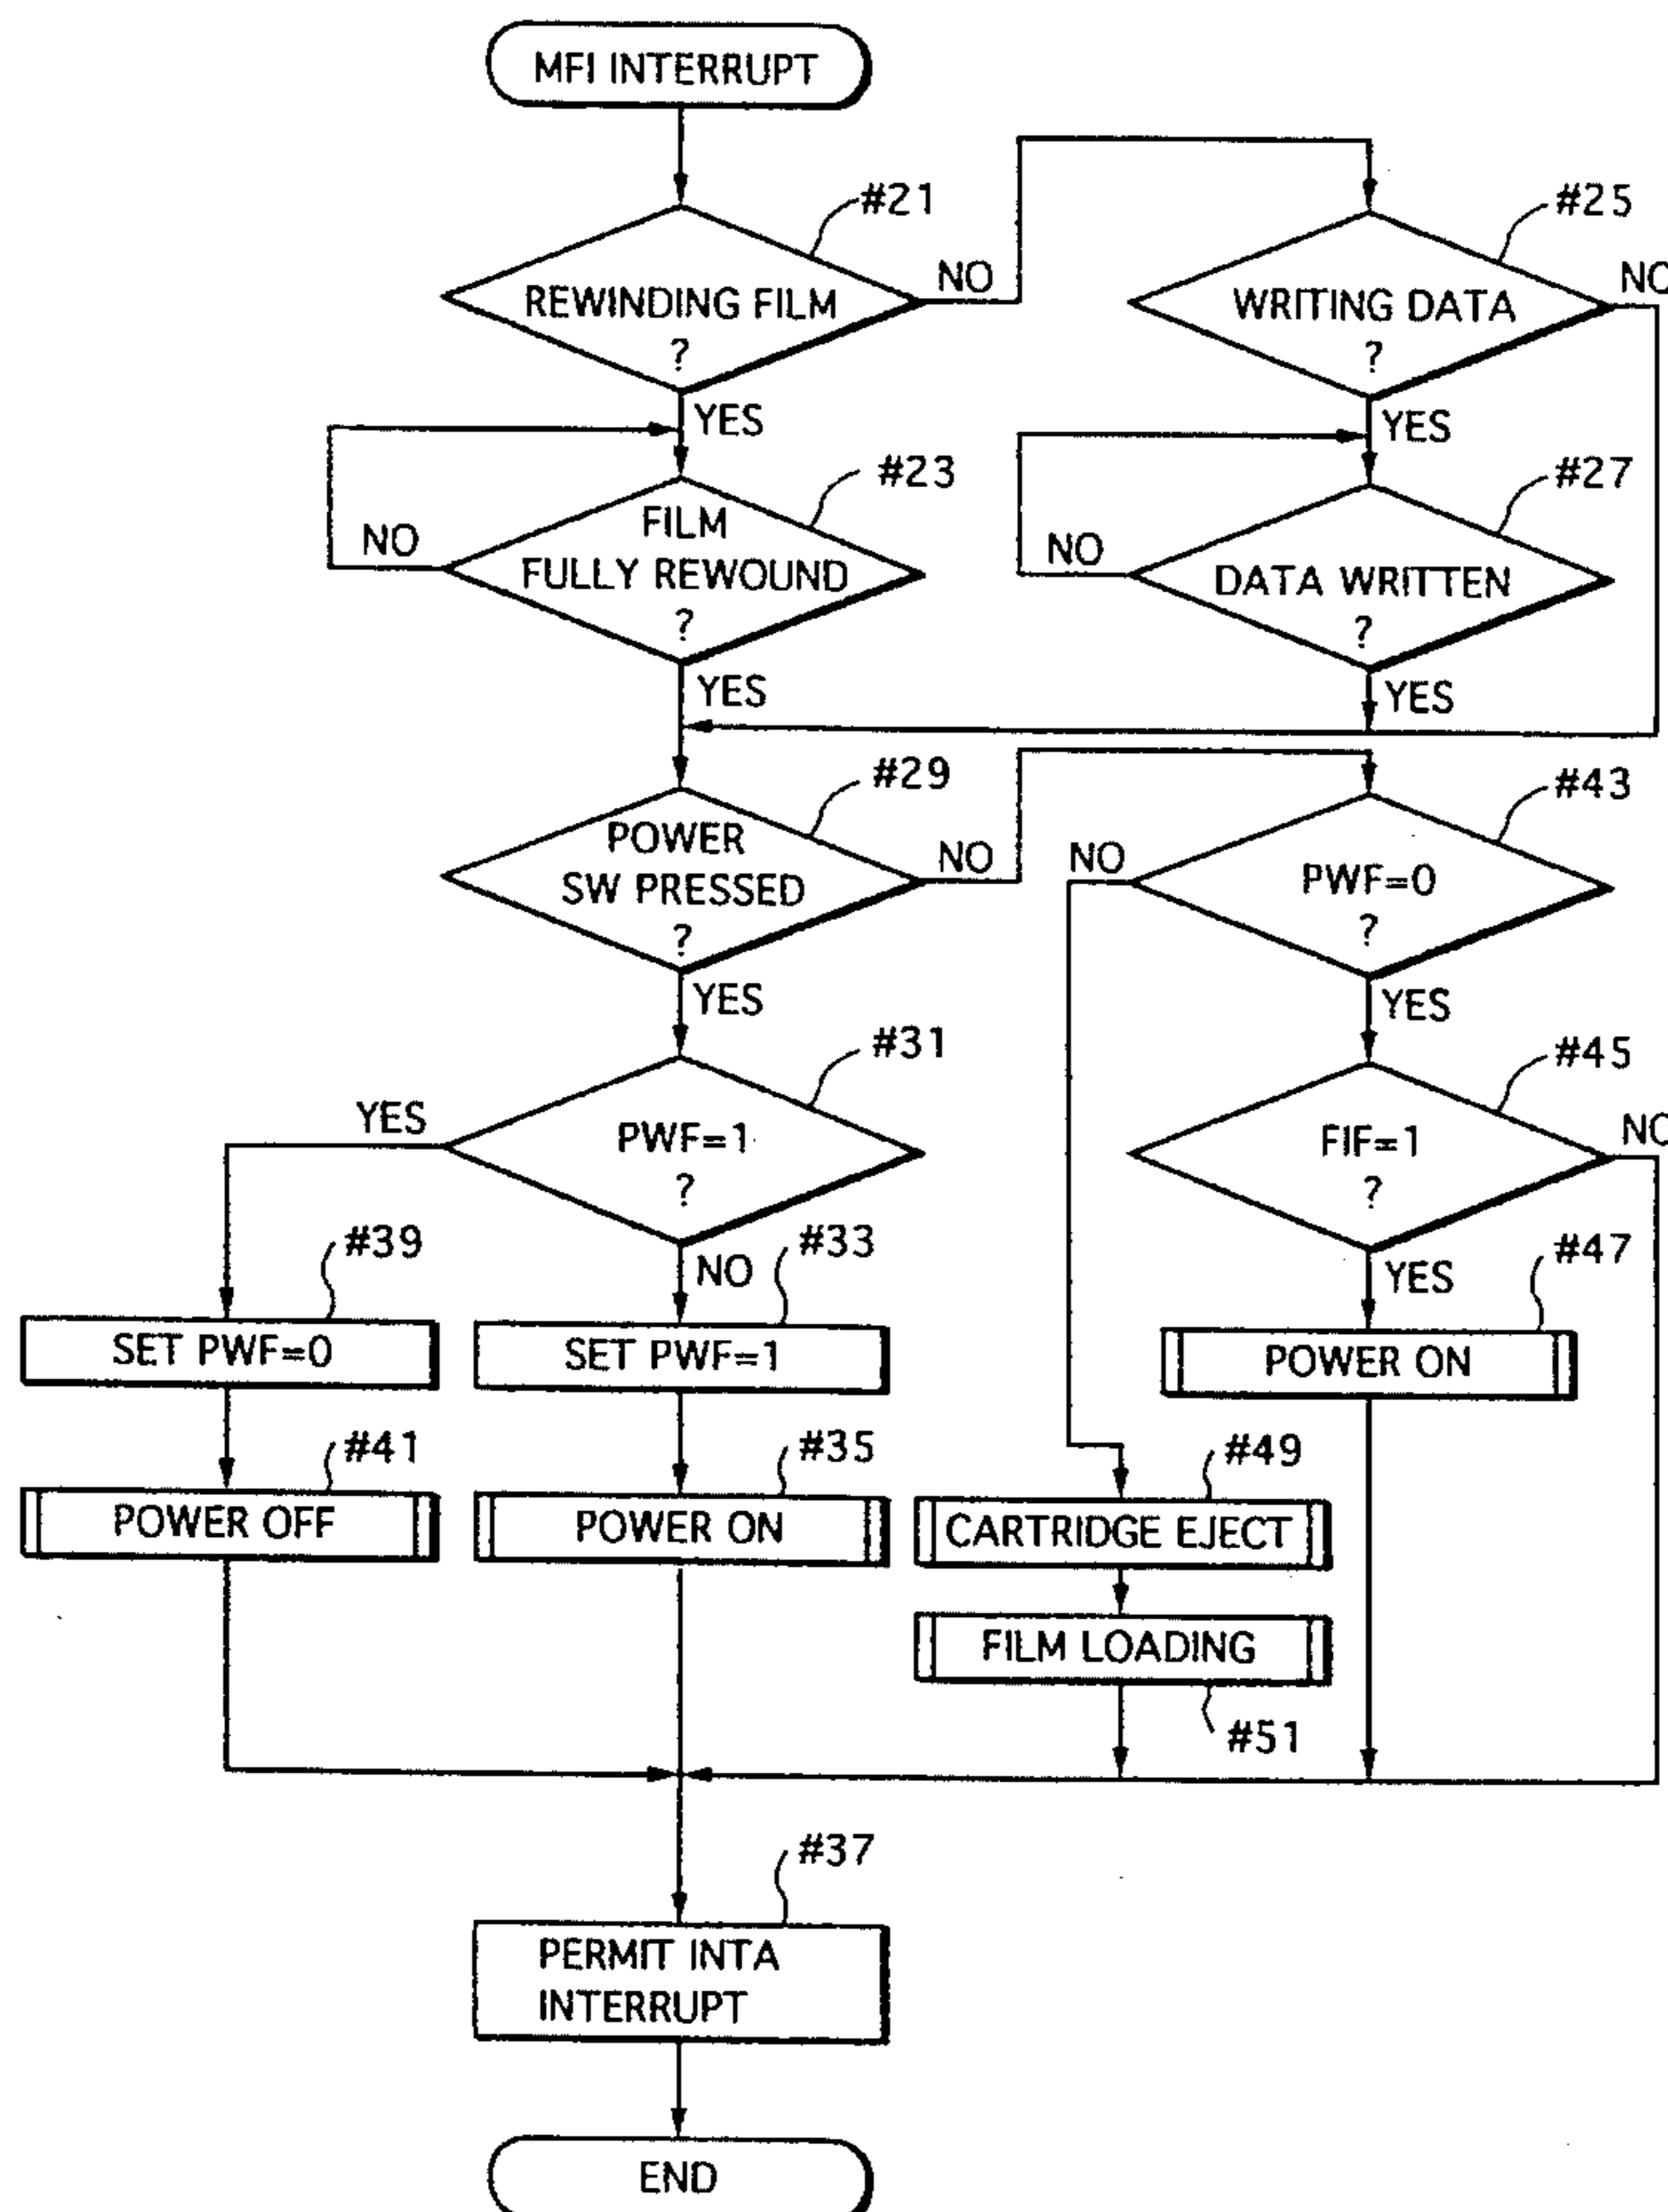 MFI INTERRUPT
#21
REWINDING FILM
?
NO
YES
#25
WRITING DATA
?
NO
YES
#23
FILM
FULLY REWOUND
?
NO
YES
#27
DATA WRITTEN
?
NO
YES
#29
POWER
SW PRESSED
?
NO
YES
#43
PWF=0
?
NO
YES
#31
PWF=1
?
YES
NO
#45
FIF=1
?
NO
YES
#39
SET PWF=0
#33
SET PWF=1
#47
POWER ON
#41
POWER OFF
#35
POWER ON
#49
CARTRIDGE EJECT
FILM LOADING
#51
#37
PERMIT INTA
INTERRUPT
END